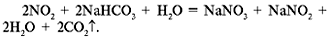 2NO₂ + 2NaHCO₃ + H₂O = NaNO₃ + NaNO₂ +
2H₂O + 2CO₂↑.